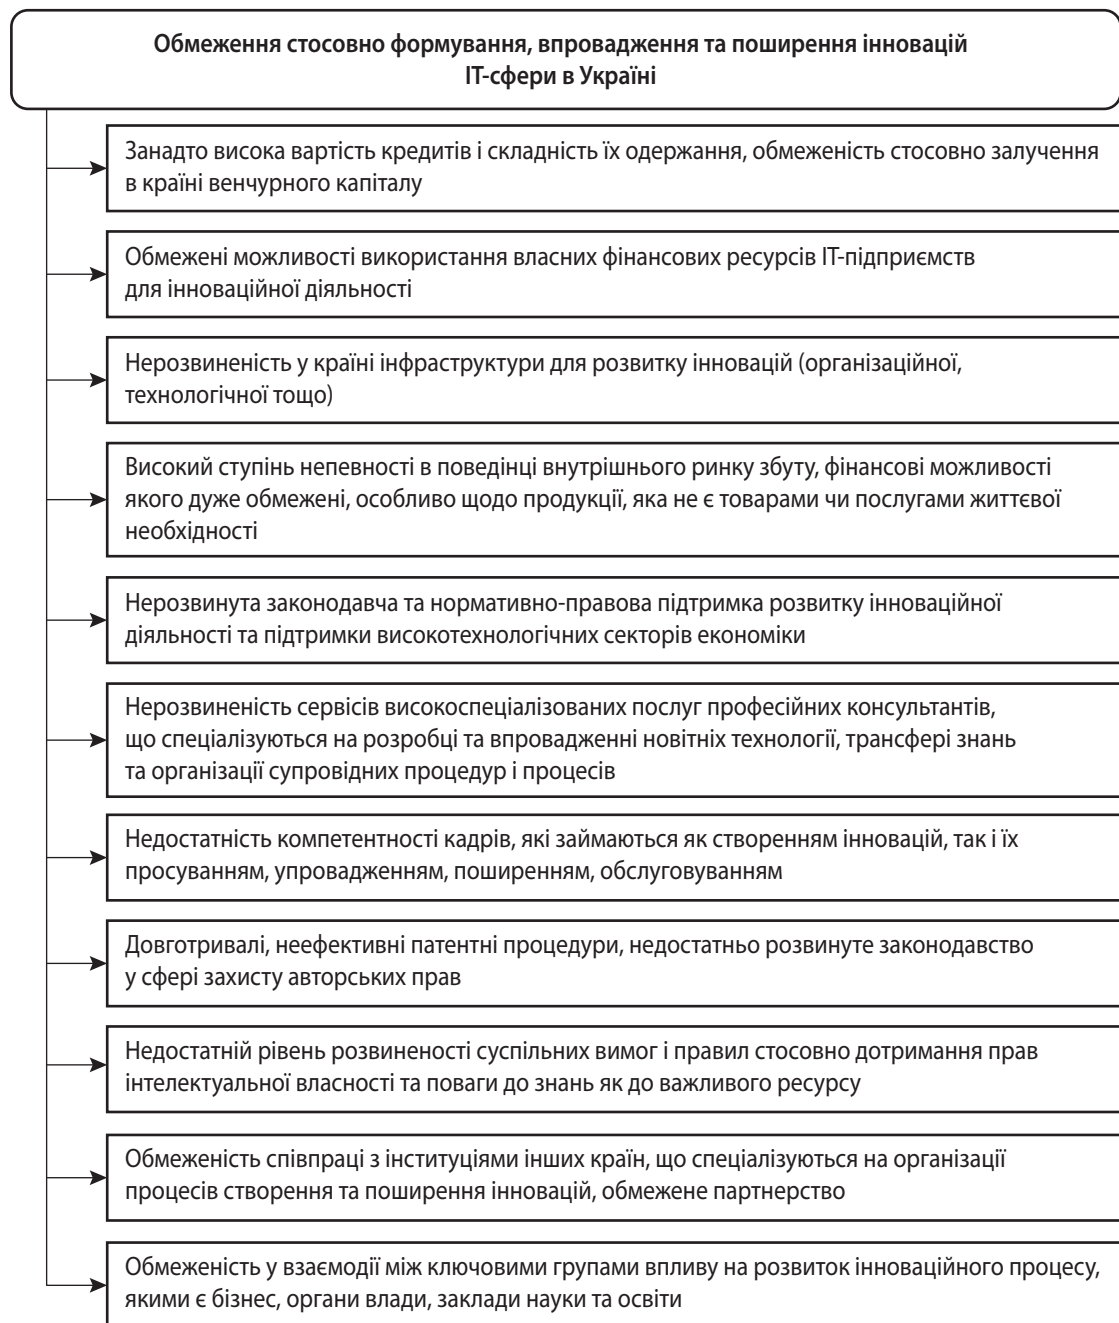 Обмеження стосовно формування, впровадження та поширення інновацій
ІТ-сфери в Україні
Занадто висока вартість кредитів і складність їх одержання, обмеженість стосовно залучення
в країні венчурного капіталу
Обмежені можливості використання власних фінансових ресурсів ІТ-підприємств
для інноваційної діяльності
Нерозвиненість у країні інфраструктури для розвитку інновацій (організаційної,
технологічної тощо)
Високий ступінь непевності в поведінці внутрішнього ринку збуту, фінансові можливості
якого дуже обмежені, особливо щодо продукції, яка не є товарами чи послугами життєвої
необхідності
Нерозвинута законодавча та нормативно-правова підтримка розвитку інноваційної
діяльності та підтримки високотехнологічних секторів економіки
Нерозвиненість сервісів високоспеціалізованих послуг професійних консультантів,
що спеціалізуються на розробці та впровадженні новітніх технології, трансфері знань
та організації супровідних процедур і процесів
Недостатність компетентності кадрів, які займаються як створенням інновацій, так і їх
просуванням, упровадженням, поширенням, обслуговуванням
Довготривалі, неефективні патентні процедури, недостатньо розвинуте законодавство
у сфері захисту авторських прав
Недостатній рівень розвиненості суспільних вимог і правил стосовно дотримання прав
інтелектуальної власності та поваги до знань як до важливого ресурсу
Обмеженість співпраці з інституціями інших країн, що спеціалізуються на організації
процесів створення та поширення інновацій, обмежене партнерство
Обмеженість у взаємодії між ключовими групами впливу на розвиток інноваційного процесу,
якими є бізнес, органи влади, заклади науки та освіти